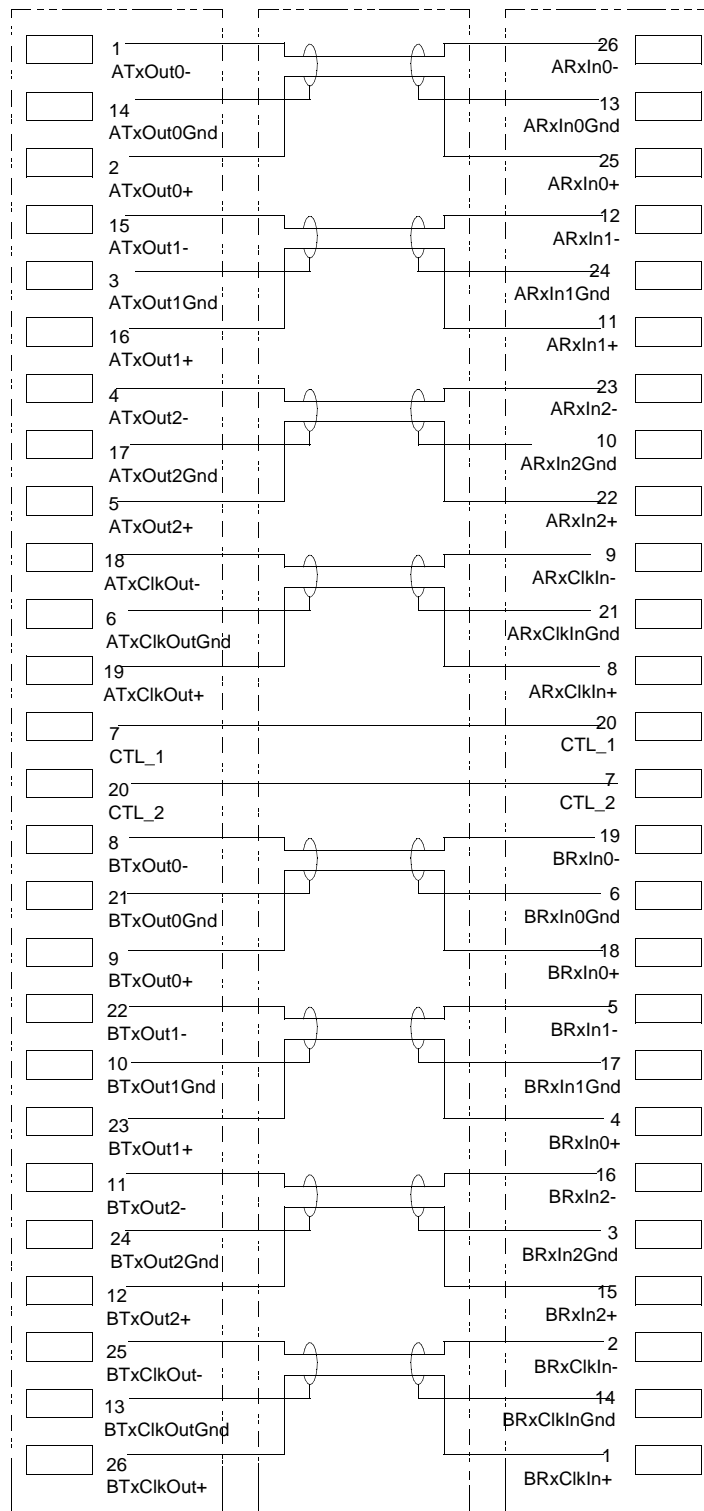 1 26
ATxOut0- ARxIn0-
14 13
ATxOut0Gnd ARxIn0Gnd
2 25
ATxOut0+ ARxIn0+
15 12
ATxOut1- ARxIn1-
3 24
ATxOut1Gnd ARxIn1Gnd
16 11
ATxOut1+ ARxIn1+
4 23
ATxOut2- ARxIn2-
17 10
ATxOut2Gnd ARxIn2Gnd
5 22
ATxOut2+ ARxIn2+
18 9
ATxClkOut- ARxClkIn-
6 21
ATxClkOutGnd ARxClkInGnd
19 8
ATxClkOut+ ARxClkIn+
7 20
CTL_1 CTL_1
20 7
CTL_2 CTL_2
8 19
BTxOut0- BRxIn0-
21 6
BTxOut0Gnd BRxIn0Gnd
9 18
BTxOut0+ BRxIn0+
22 5
BTxOut1- BRxIn1-
10 17
BTxOut1Gnd BRxIn1Gnd
23 4
BTxOut1+ BRxIn0+
11 16
BTxOut2- BRxIn2-
24 3
BTxOut2Gnd BRxIn2Gnd
12 15
BTxOut2+ BRxIn2+
25 2
BTxClkOut- BRxClkIn-
13 14
BTxClkOutGnd BRxClkInGnd
26 1
BTxClkOut+ BRxClkIn+